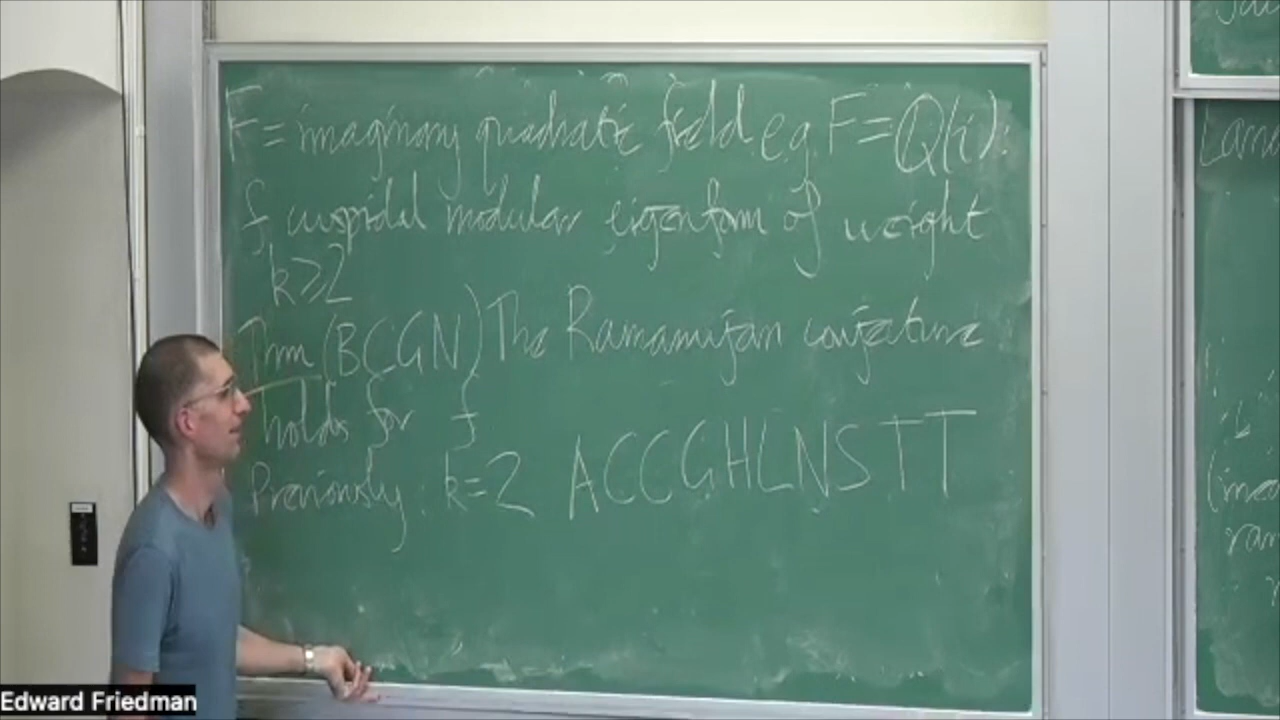 F = imaginary quadratic field e.g. F = Q(i).
f cuspidal modular eigenform of weight
k ≥ 2
Thm (BCGN) The Ramanujan conjecture
holds for f
Previously, k=2 ACCGHLNSTT
Edward Friedman